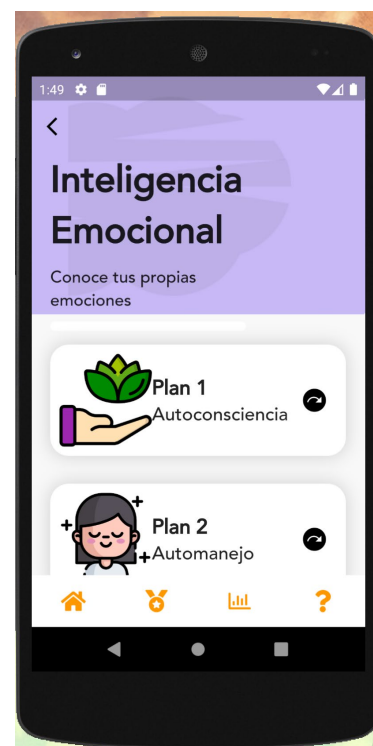 1:49
Inteligencia
Emocional
Conoce tus propias
emociones
Plan 1
Autoconsciencia
Plan 2
Automanejo
?